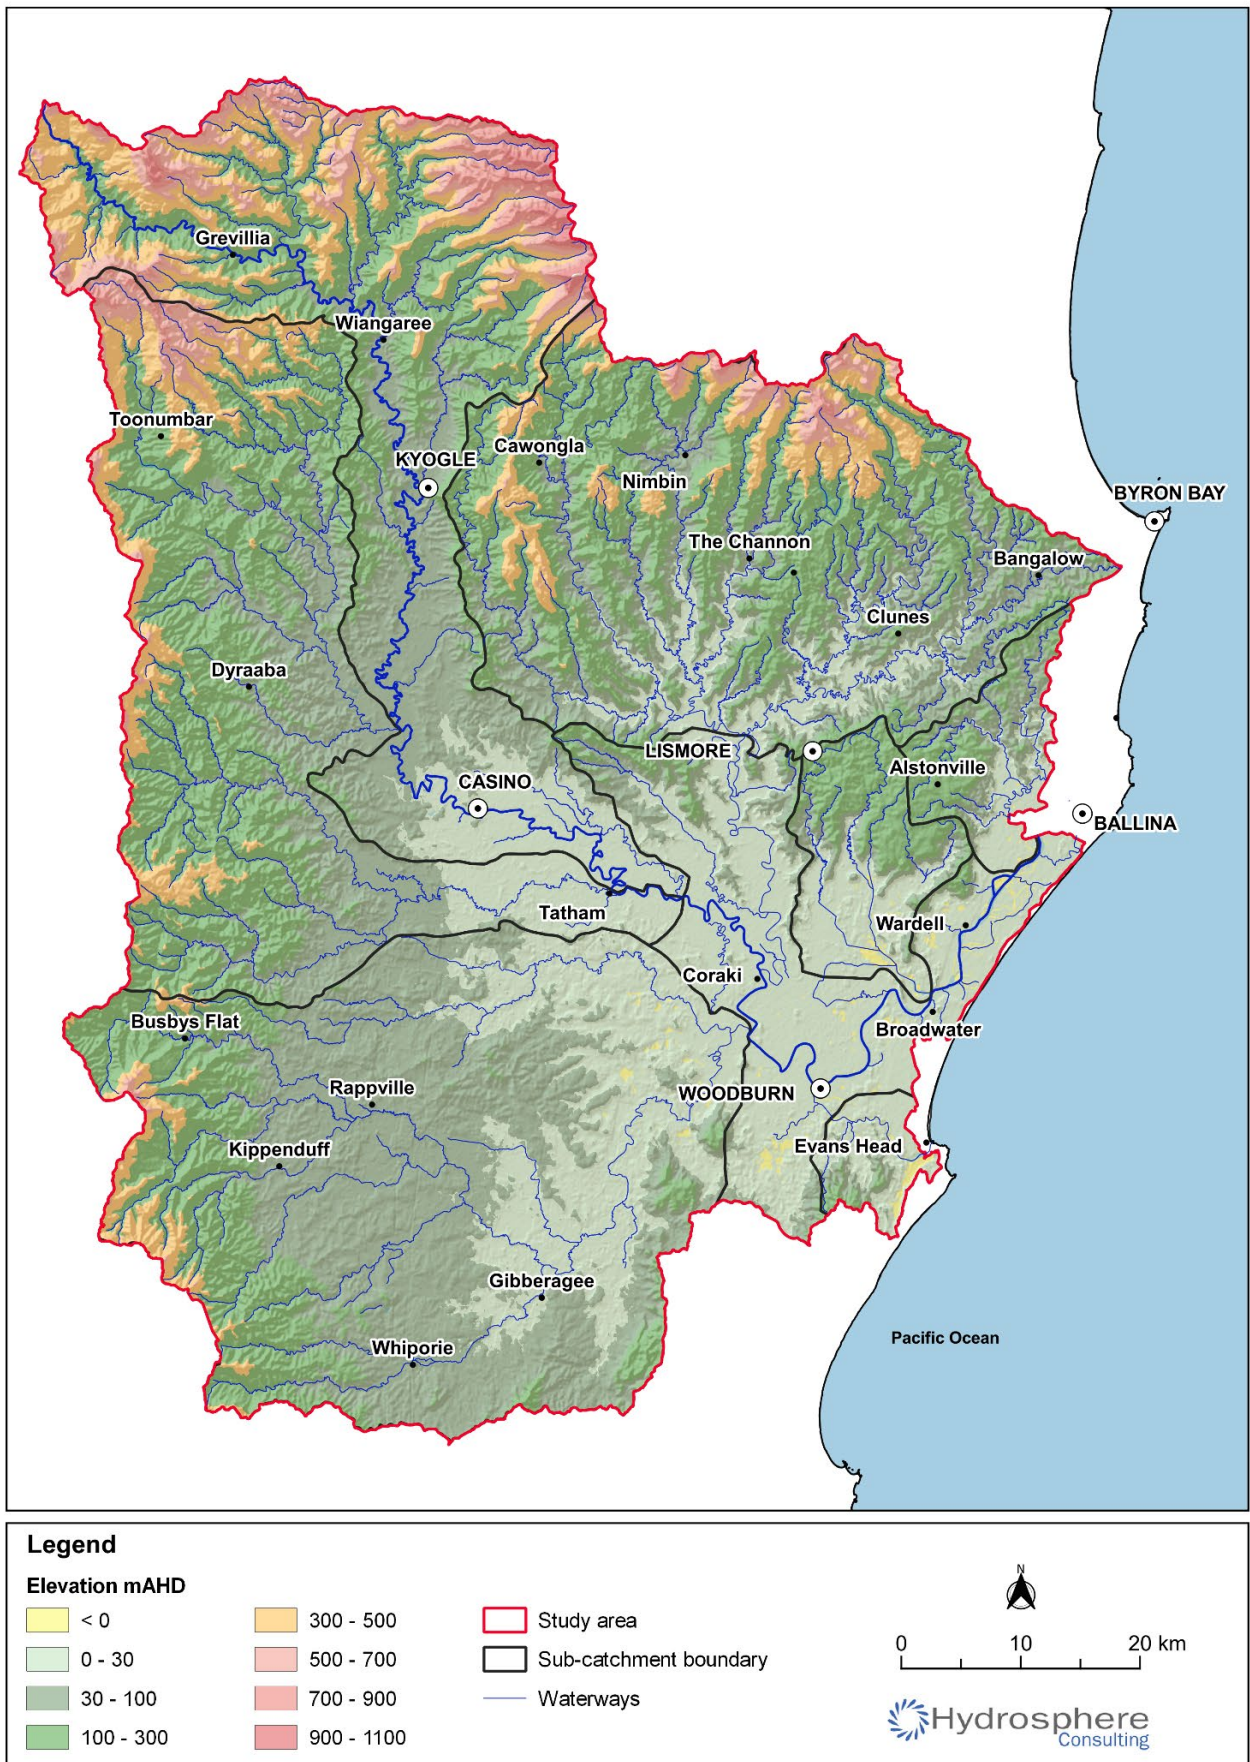 Grevillia
Wiangaree
Toonumbar
Cawongla
KYOGLE
Nimbin
BYRON BAY
The Channon
Bangalow
Clunes
Dyraaba
LISMORE
Alstonville
CASINO
BALLINA
Tatham
Wardell
Coraki
Busbys Flat
Broadwater
Rappville
WOODBURN
Kippenduff
Evans Head
Gibberagee
Pacific Ocean
Whiporie
Legend
Elevation mAHD
< 0
0 - 30
30 - 100
100 - 300
300 - 500
500 - 700
700 - 900
900 - 1100
Study area
Sub-catchment boundary
Waterways
N
0 10 20 km
Hydrosphere
Consulting